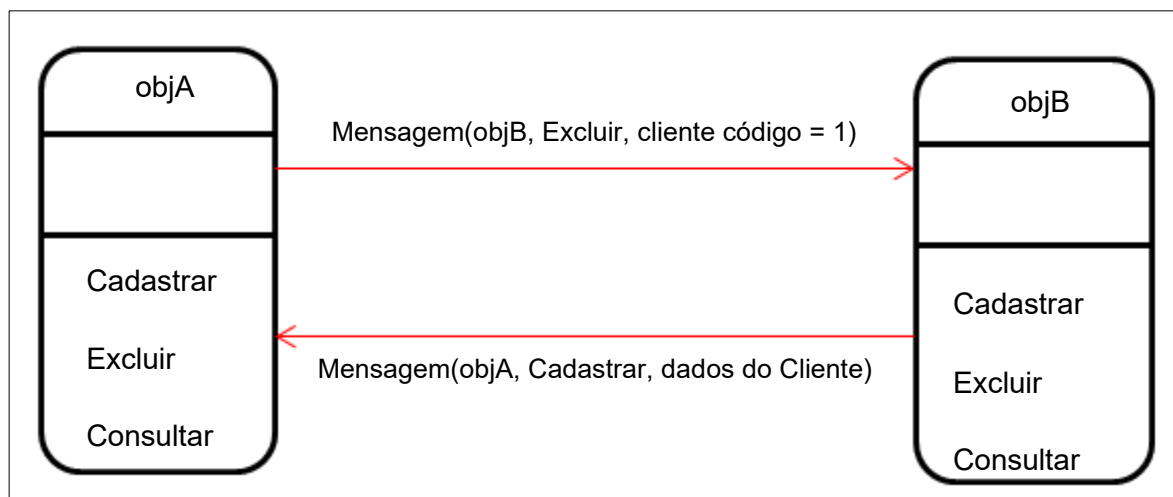 objA
objB
Mensagem(objB, Excluir, cliente código = 1)
Cadastrar
Excluir
Consultar
Mensagem(objA, Cadastrar, dados do Cliente)
Cadastrar
Excluir
Consultar